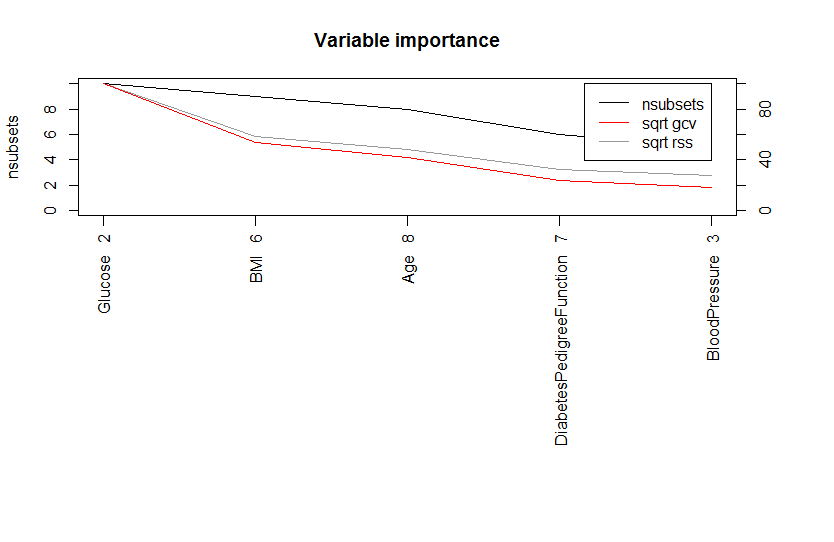 Variable importance
nsubsets
8
6
4
2
0
80
40
0
nsubsets
sqrt gcv
sqrt rss
Glucose 2
BMI 6
Age 8
DiabetesPedigreeFunction 7
BloodPressure 3